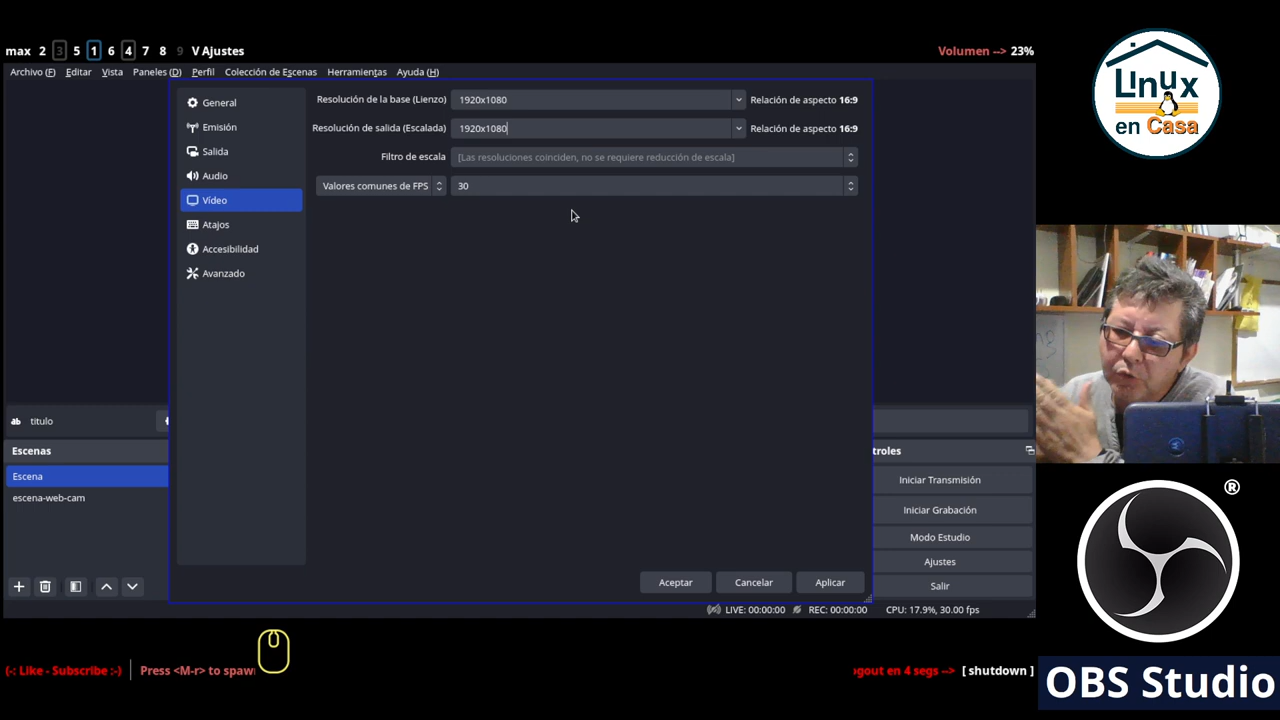 max 2 3 5 1 6 4 7 8 9 V Ajustes
Volumen --> 23%
Archivo (F) Editar Vista Paneles (D) Perfil Colección de Escenas Herramientas Ayuda (H)
General
Emisión
Salida
Audio
Vídeo
Atajos
Accesibilidad
Avanzado
Resolución de la base (Lienzo) 1920x1080 Relación de aspecto 16:9
Resolución de salida (Escalada) 1920x1080 Relación de aspecto 16:9
Filtro de escala [Las resoluciones coinciden, no se requiere reducción de escala]
Valores comunes de FPS 30
ab titulo
Escenas
Escena
escena-web-cam
troles
Iniciar Transmisión
Iniciar Grabación
Modo Estudio
Ajustes
Salir
Aceptar Cancelar Aplicar
LIVE: 00:00:00 REC: 00:00:00 CPU: 17.9%, 30.00 fps
(-: Like - Subscribe :-) Press <M-r> to spaw
gout en 4 segs --> [ shutdown ]
LInux
en Casa
®
OBS Studio